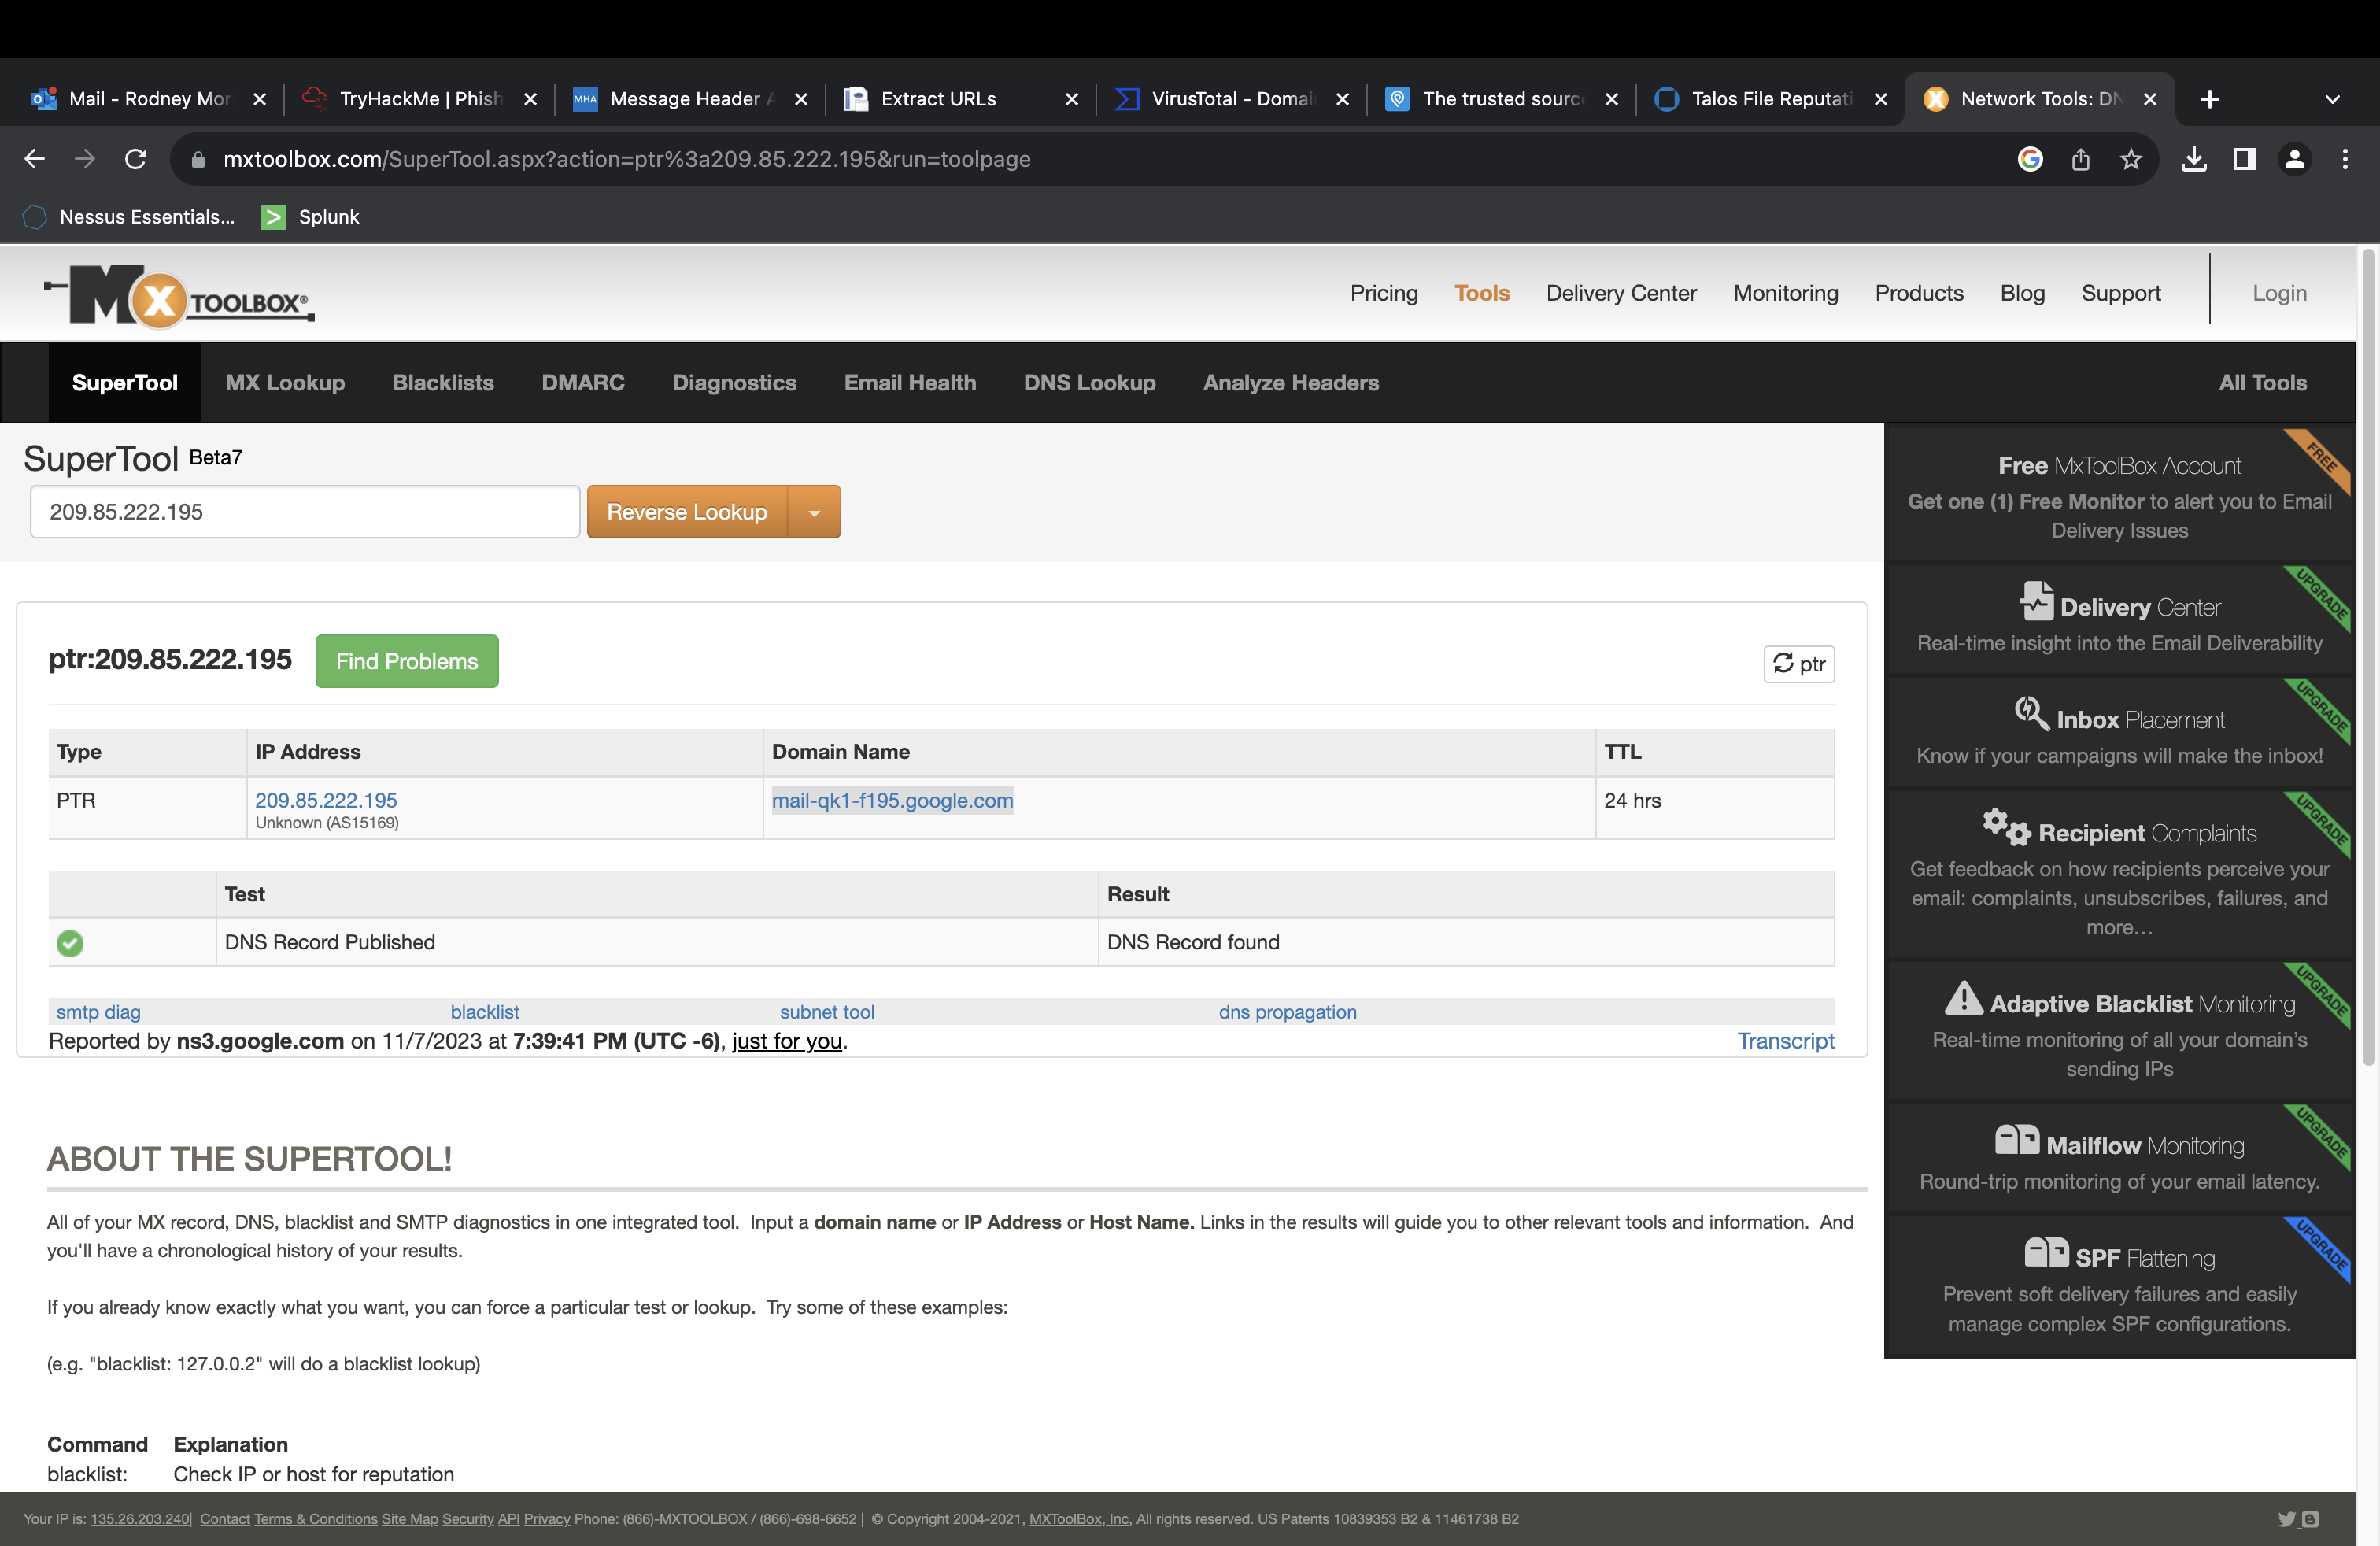 Mail - Rodney Mor
TryHackMe | Phish
MHA
Message Header A
Extract URLs
VirusTotal - Domai
The trusted source
Talos File Reputati
Network Tools: DN
mxtoolbox.com/SuperTool.aspx?action=ptr%3a209.85.222.195&run=toolpage
Nessus Essentials...
Splunk
MX TOOLBOX®
Pricing
Tools
Delivery Center
Monitoring
Products
Blog
Support
Login
SuperTool
MX Lookup
Blacklists
DMARC
Diagnostics
Email Health
DNS Lookup
Analyze Headers
All Tools
SuperTool Beta7
209.85.222.195
Reverse Lookup
ptr:209.85.222.195
Find Problems
ptr
Type IP Address Domain Name TTL
PTR 209.85.222.195 mail-qk1-f195.google.com 24 hrs
Unknown (AS15169)
Test Result
DNS Record Published DNS Record found
smtp diag blacklist subnet tool dns propagation
Reported by ns3.google.com on 11/7/2023 at 7:39:41 PM (UTC -6), just for you.
Transcript
ABOUT THE SUPERTOOL!
All of your MX record, DNS, blacklist and SMTP diagnostics in one integrated tool. Input a domain name or IP Address or Host Name. Links in the results will guide you to other relevant tools and information. And
you'll have a chronological history of your results.
If you already know exactly what you want, you can force a particular test or lookup. Try some of these examples:
(e.g. "blacklist: 127.0.0.2" will do a blacklist lookup)
Command Explanation
blacklist: Check IP or host for reputation
FREE
Free MxToolBox Account
Get one (1) Free Monitor to alert you to Email
Delivery Issues
UPGRADE
Delivery Center
Real-time insight into the Email Deliverability
UPGRADE
Inbox Placement
Know if your campaigns will make the inbox!
UPGRADE
Recipient Complaints
Get feedback on how recipients perceive your
email: complaints, unsubscribes, failures, and
more...
UPGRADE
Adaptive Blacklist Monitoring
Real-time monitoring of all your domain's
sending IPs
UPGRADE
Mailflow Monitoring
Round-trip monitoring of your email latency.
UPGRADE
SPF Flattening
Prevent soft delivery failures and easily
manage complex SPF configurations.
Your IP is: 135.26.203.240| Contact Terms & Conditions Site Map Security API Privacy Phone: (866)-MXTOOLBOX / (866)-698-6652 | © Copyright 2004-2021, MXToolBox, Inc, All rights reserved. US Patents 10839353 B2 & 11461738 B2